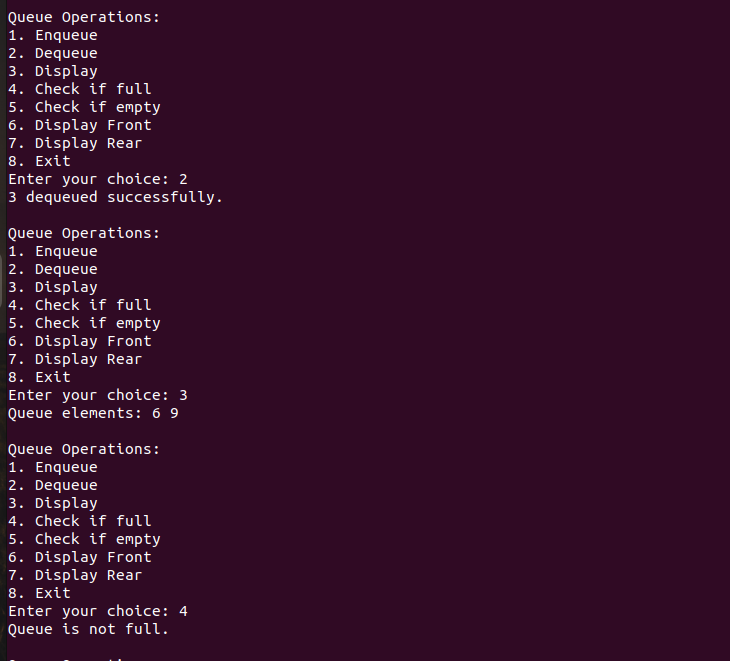 Queue Operations:
1. Enqueue
2. Dequeue
3. Display
4. Check if full
5. Check if empty
6. Display Front
7. Display Rear
8. Exit
Enter your choice: 2
3 dequeued successfully.
Queue Operations:
1. Enqueue
2. Dequeue
3. Display
4. Check if full
5. Check if empty
6. Display Front
7. Display Rear
8. Exit
Enter your choice: 3
Queue elements: 6 9
Queue Operations:
1. Enqueue
2. Dequeue
3. Display
4. Check if full
5. Check if empty
6. Display Front
7. Display Rear
8. Exit
Enter your choice: 4
Queue is not full.